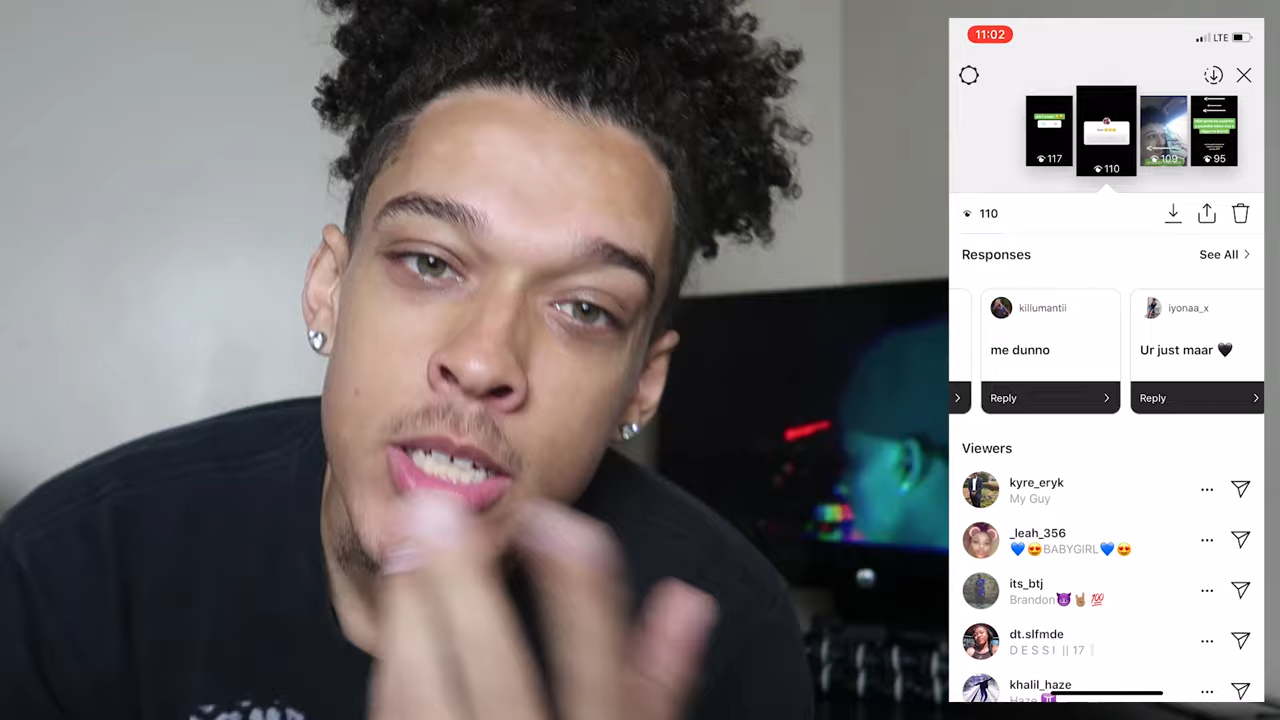 11:02
LTE
117
110
109
95
110
Responses
See All
killumantii
iyonaa_x
me dunno
Ur just maar 🖤
Reply
Reply
Viewers
kyre_eryk
My Guy
_leah_356
💙😍BABYGIRL💙😍
its_btj
Brandon😈🤘🏽💯
dt.slfmde
D E S S I || 17
khalil_haze
Haze